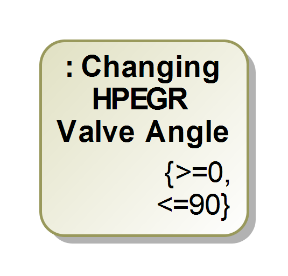 : Changing
HPEGR
Valve Angle
{>=0,
<=90}